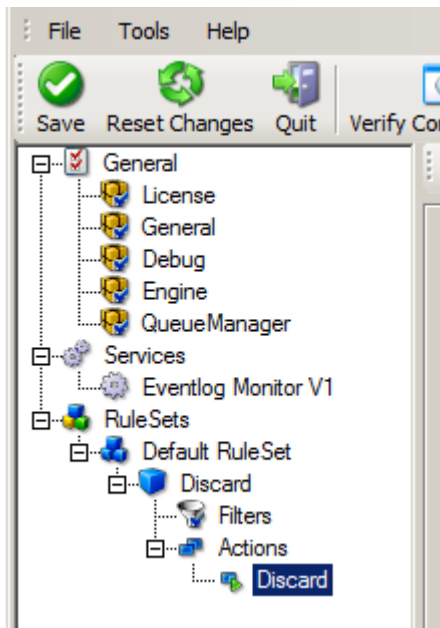 File Tools Help
Save Reset Changes Quit Verify
General
License
General
Debug
Engine
QueueManager
Services
Eventlog Monitor V1
RuleSets
Default RuleSet
Discard
Filters
Actions
Discard